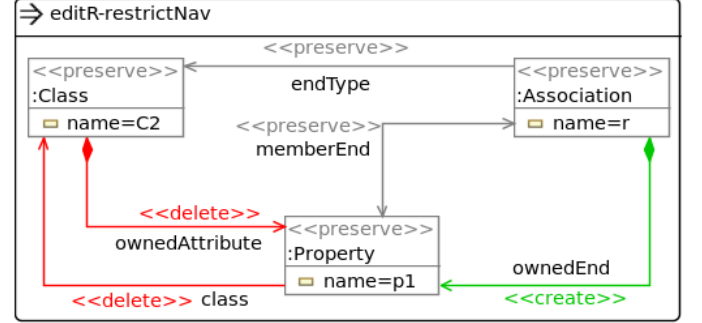 editR-restrictNav
<<preserve>>
<<preserve>>
:Class
name=C2
endType
<<preserve>>
:Association
name=r
<<preserve>>
memberEnd
<<delete>>
ownedAttribute
<<preserve>>
:Property
name=p1
ownedEnd
<<create>>
<<delete>> class